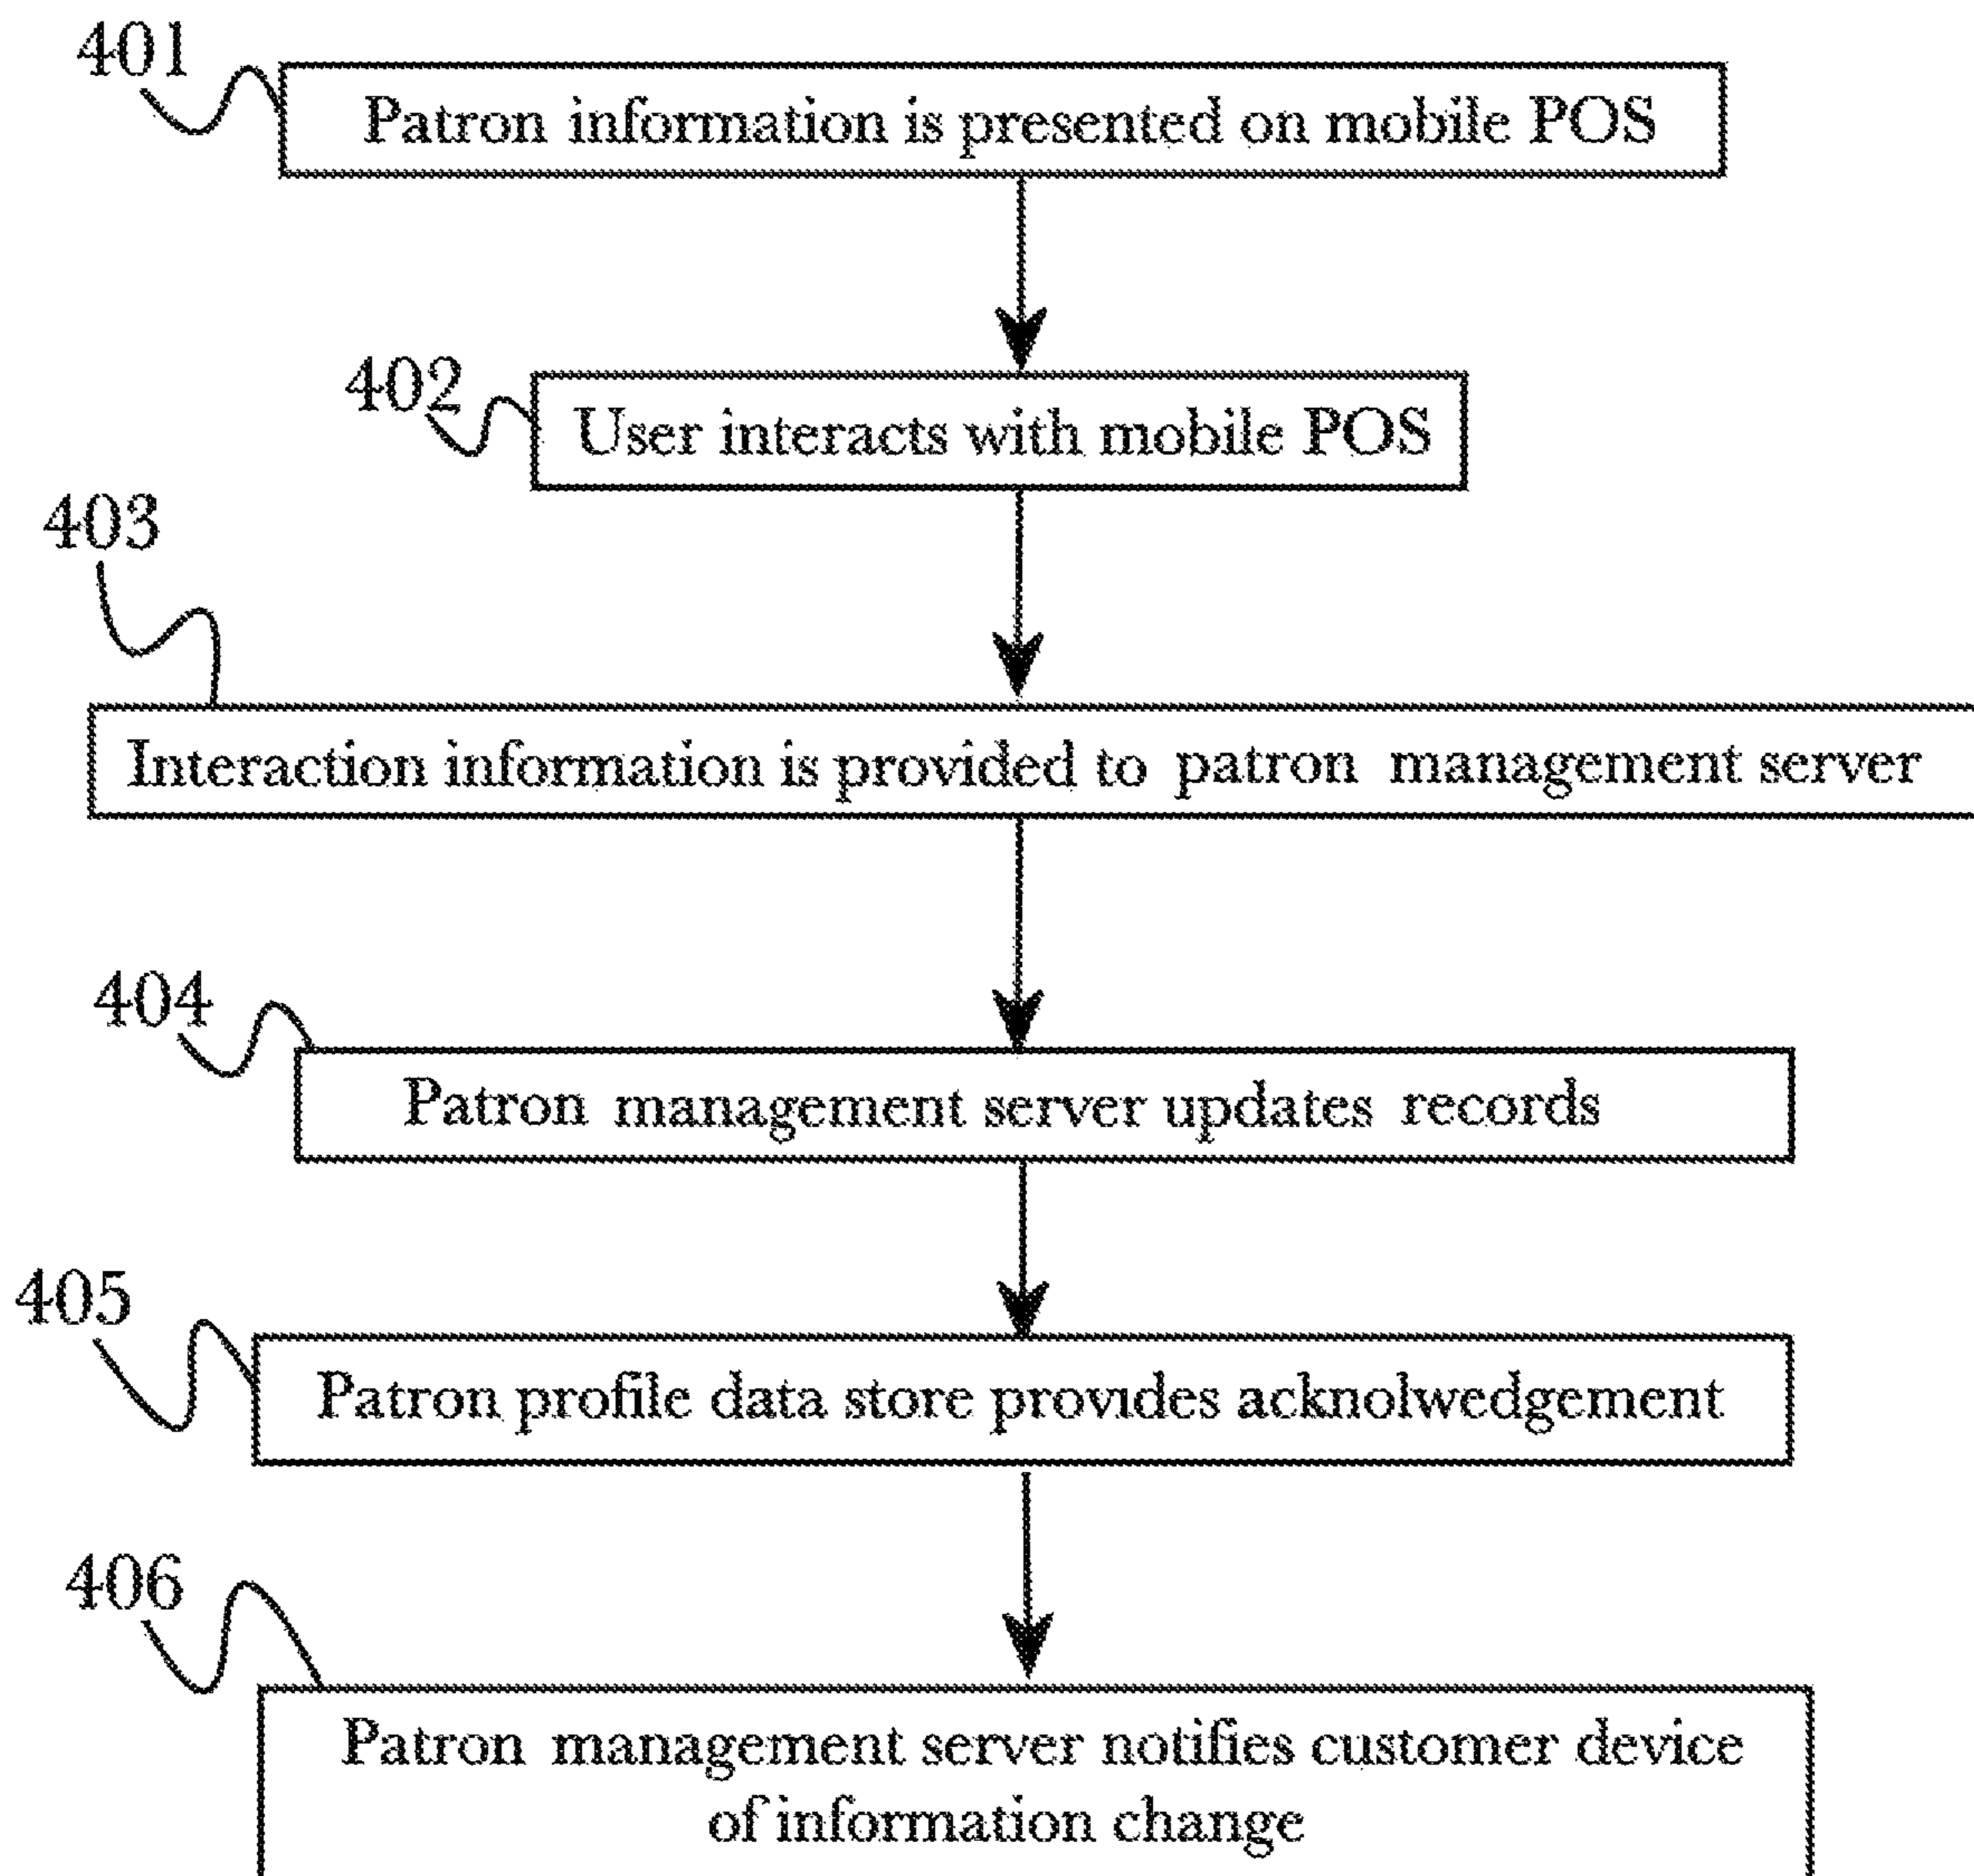 401
Patron information is presented on mobile POS
402
User interacts with mobile POS
403
Interaction information is provided to patron management server
404
Patron management server updates records
405
Patron profile data store provides acknolwedgement
406
Patron management server notifies customer device
of information change